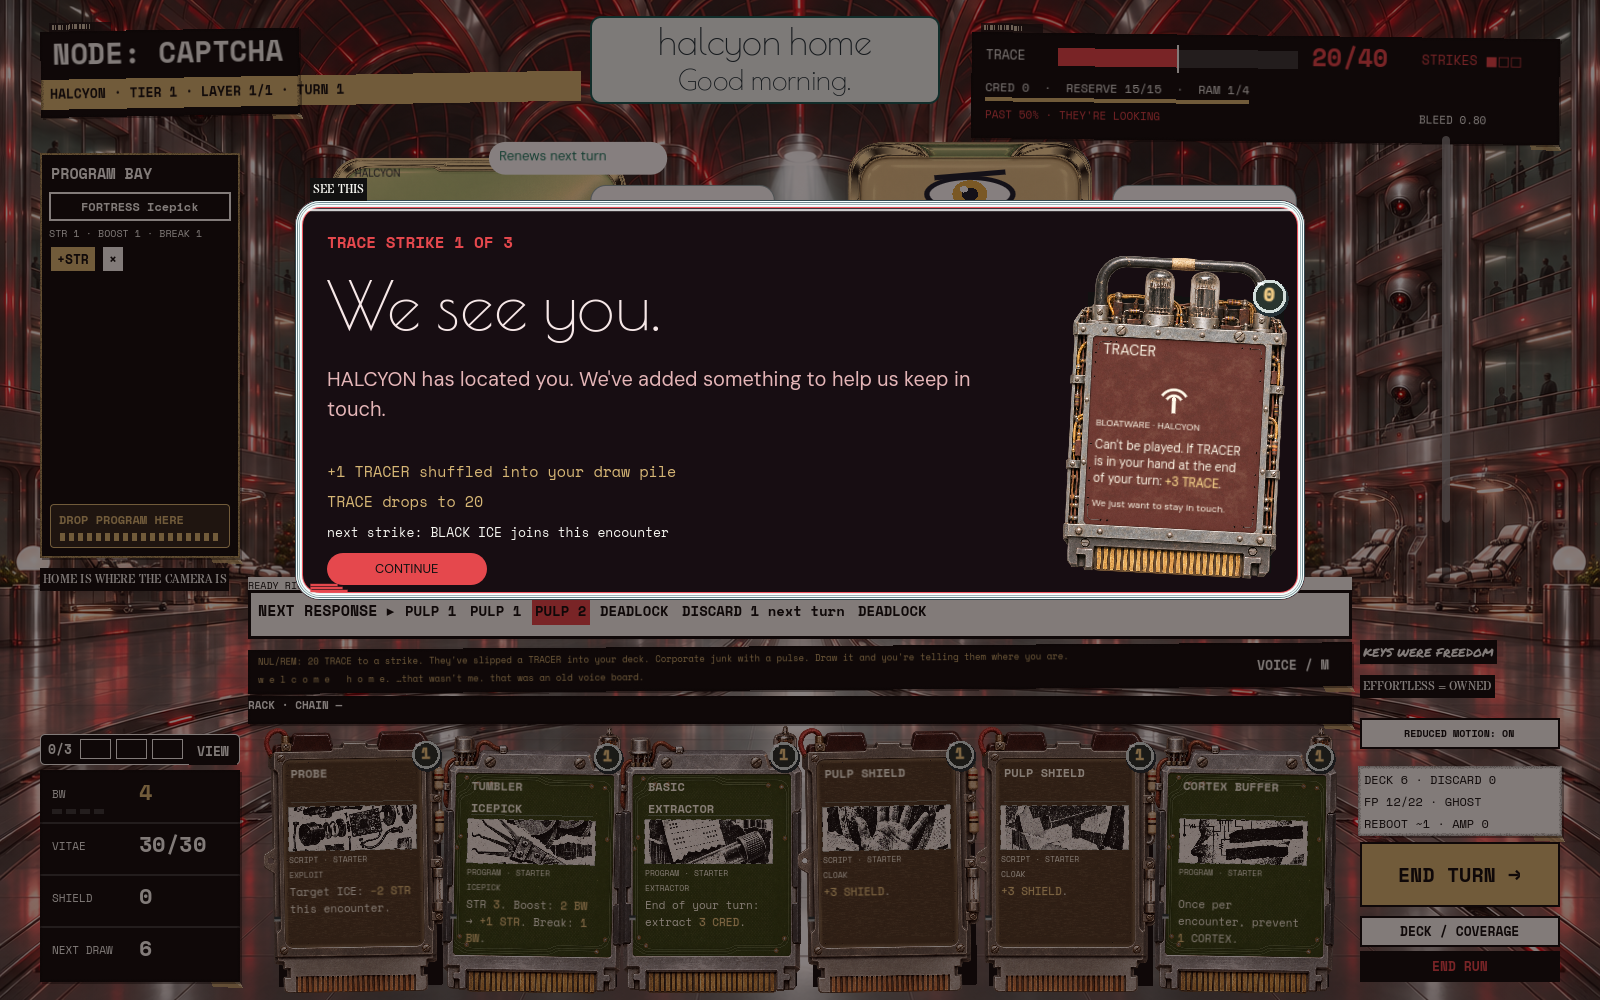 NODE: CAPTCHA
HALCYON · TIER 1 · LAYER 1/1 · TURN 1
halcyon home
Good morning.
TRACE
20/40
STRIKES
CRED 0 · RESERVE 15/15 · RAM 1/4
PAST 50% · THEY'RE LOOKING
BLEED 0.80
PROGRAM BAY
FORTRESS Icepick
STR 1 · BOOST 1 · BREAK 1
+STR ×
DROP PROGRAM HERE
HOME IS WHERE THE CAMERA IS
HALCYON
Renews next turn
SEE THIS
TRACE STRIKE 1 OF 3
We see you.
HALCYON has located you. We've added something to help us keep in
touch.
+1 TRACER shuffled into your draw pile
TRACE drops to 20
next strike: BLACK ICE joins this encounter
CONTINUE
0
TRACER
BLOATWARE · HALCYON
Can't be played. If TRACER
is in your hand at the end
of your turn: +3 TRACE.
We just want to stay in touch.
NEXT RESPONSE ▸ PULP 1 PULP 1 PULP 2 DEADLOCK DISCARD 1 next turn DEADLOCK
NUL/REM: 20 TRACE to a strike. They've slipped a TRACER into your deck. Corporate junk with a pulse. Draw it and you're telling them where you are.
w e l c o m e   h o m e. …that wasn't me. that was an old voice board.
VOICE / M
RACK · CHAIN —
KEYS WERE FREEDOM
EFFORTLESS = OWNED
0/3 VIEW
BW 4
VITAE 30/30
SHIELD 0
NEXT DRAW 6
1
PROBE
SCRIPT · STARTER
EXPLOIT
Target ICE: -2 STR
this encounter.
1
TUMBLER
ICEPICK
PROGRAM · STARTER
ICEPICK
STR 3. Boost: 2 BW
→ +1 STR. Break: 1
BW.
1
BASIC
EXTRACTOR
PROGRAM · STARTER
EXTRACTOR
End of your turn:
extract 3 CRED.
1
PULP SHIELD
SCRIPT · STARTER
CLOAK
+3 SHIELD.
1
PULP SHIELD
SCRIPT · STARTER
CLOAK
+3 SHIELD.
1
CORTEX BUFFER
PROGRAM · STARTER
Once per
encounter, prevent
1 CORTEX.
REDUCED MOTION: ON
DECK 6 · DISCARD 0
FP 12/22 · GHOST
REBOOT ~1 · AMP 0
END TURN →
DECK / COVERAGE
END RUN